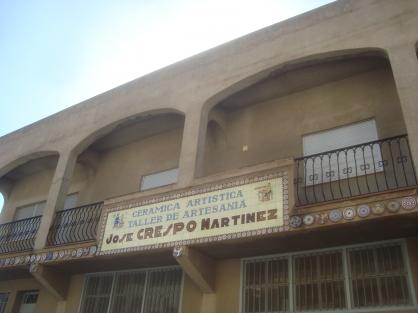 CERAMICA ARTISTICA
TALLER DE ARTESANIA
JOSE CRESPO MARTINEZ